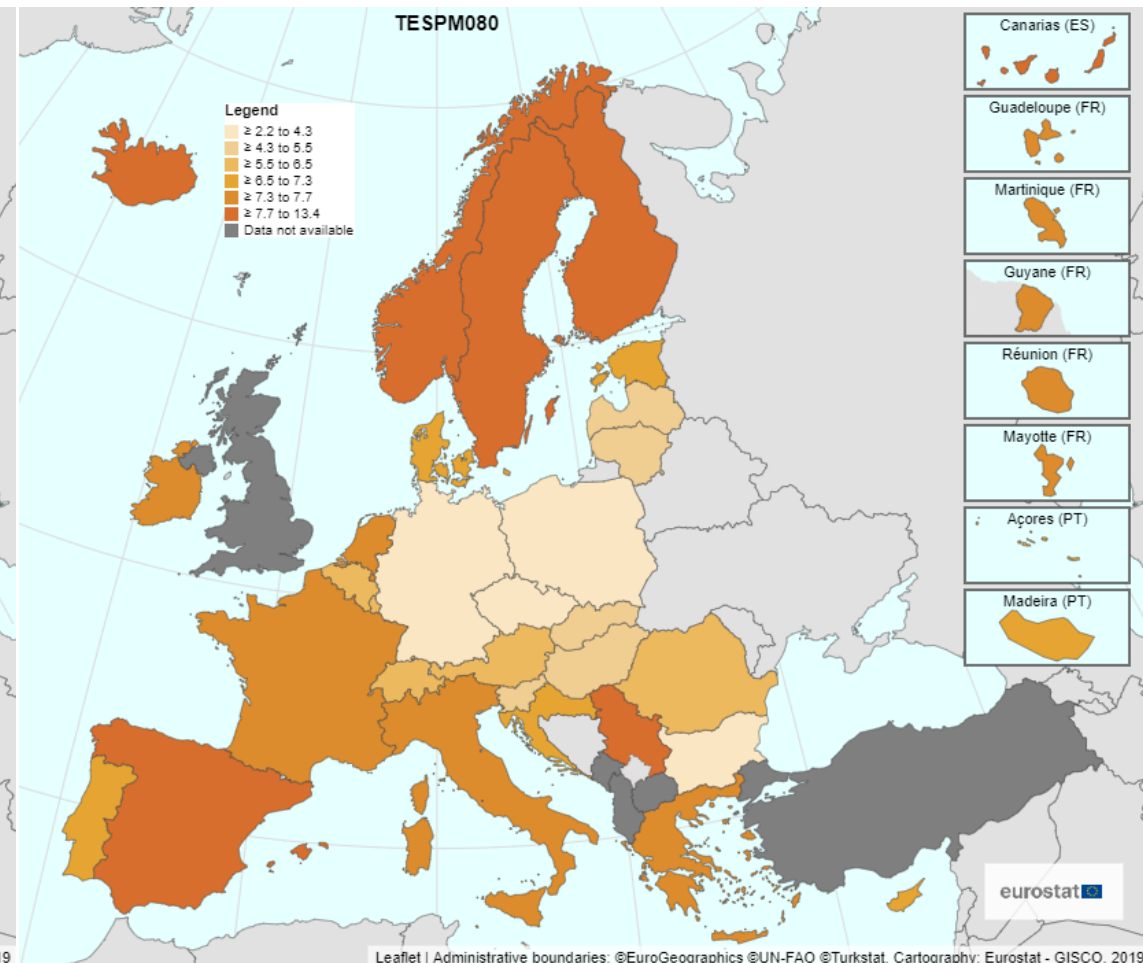 TESPM080
Legend
≥ 2.2 to 4.3
≥ 4.3 to 5.5
≥ 5.5 to 6.5
≥ 6.5 to 7.3
≥ 7.3 to 7.7
≥ 7.7 to 13.4
Data not available
Canarias (ES)
Guadeloupe (FR)
Martinique (FR)
Guyane (FR)
Réunion (FR)
Mayotte (FR)
Açores (PT)
Madeira (PT)
eurostat
19
Leaflet | Administrative boundaries: ©EuroGeographics ©UN-FAO ©Turkstat, Cartography: Eurostat - GISCO, 2019